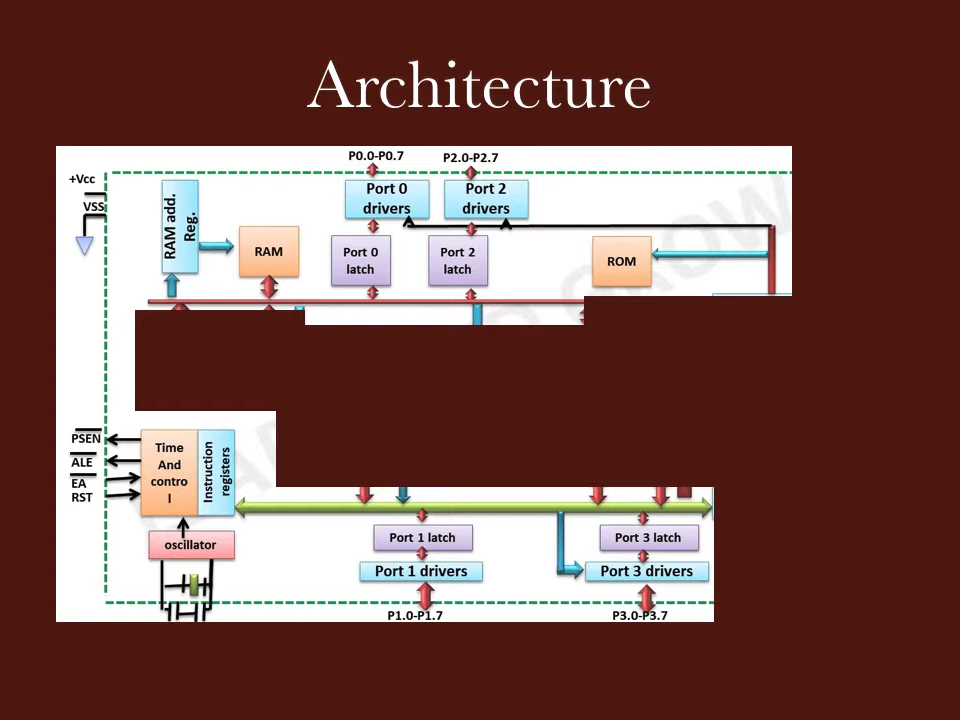 Architecture
P0.0-P0.7
P2.0-P2.7
+Vcc
VSS
RAM add.
Reg.
Port 0
drivers
Port 2
drivers
RAM
Port 0
latch
Port 2
latch
ROM
PSEN
ALE
EA
RST
Time
And
contro
l
Instruction
registers
oscillator
Port 1 latch
Port 3 latch
Port 1 drivers
Port 3 drivers
P1.0-P1.7
P3.0-P3.7